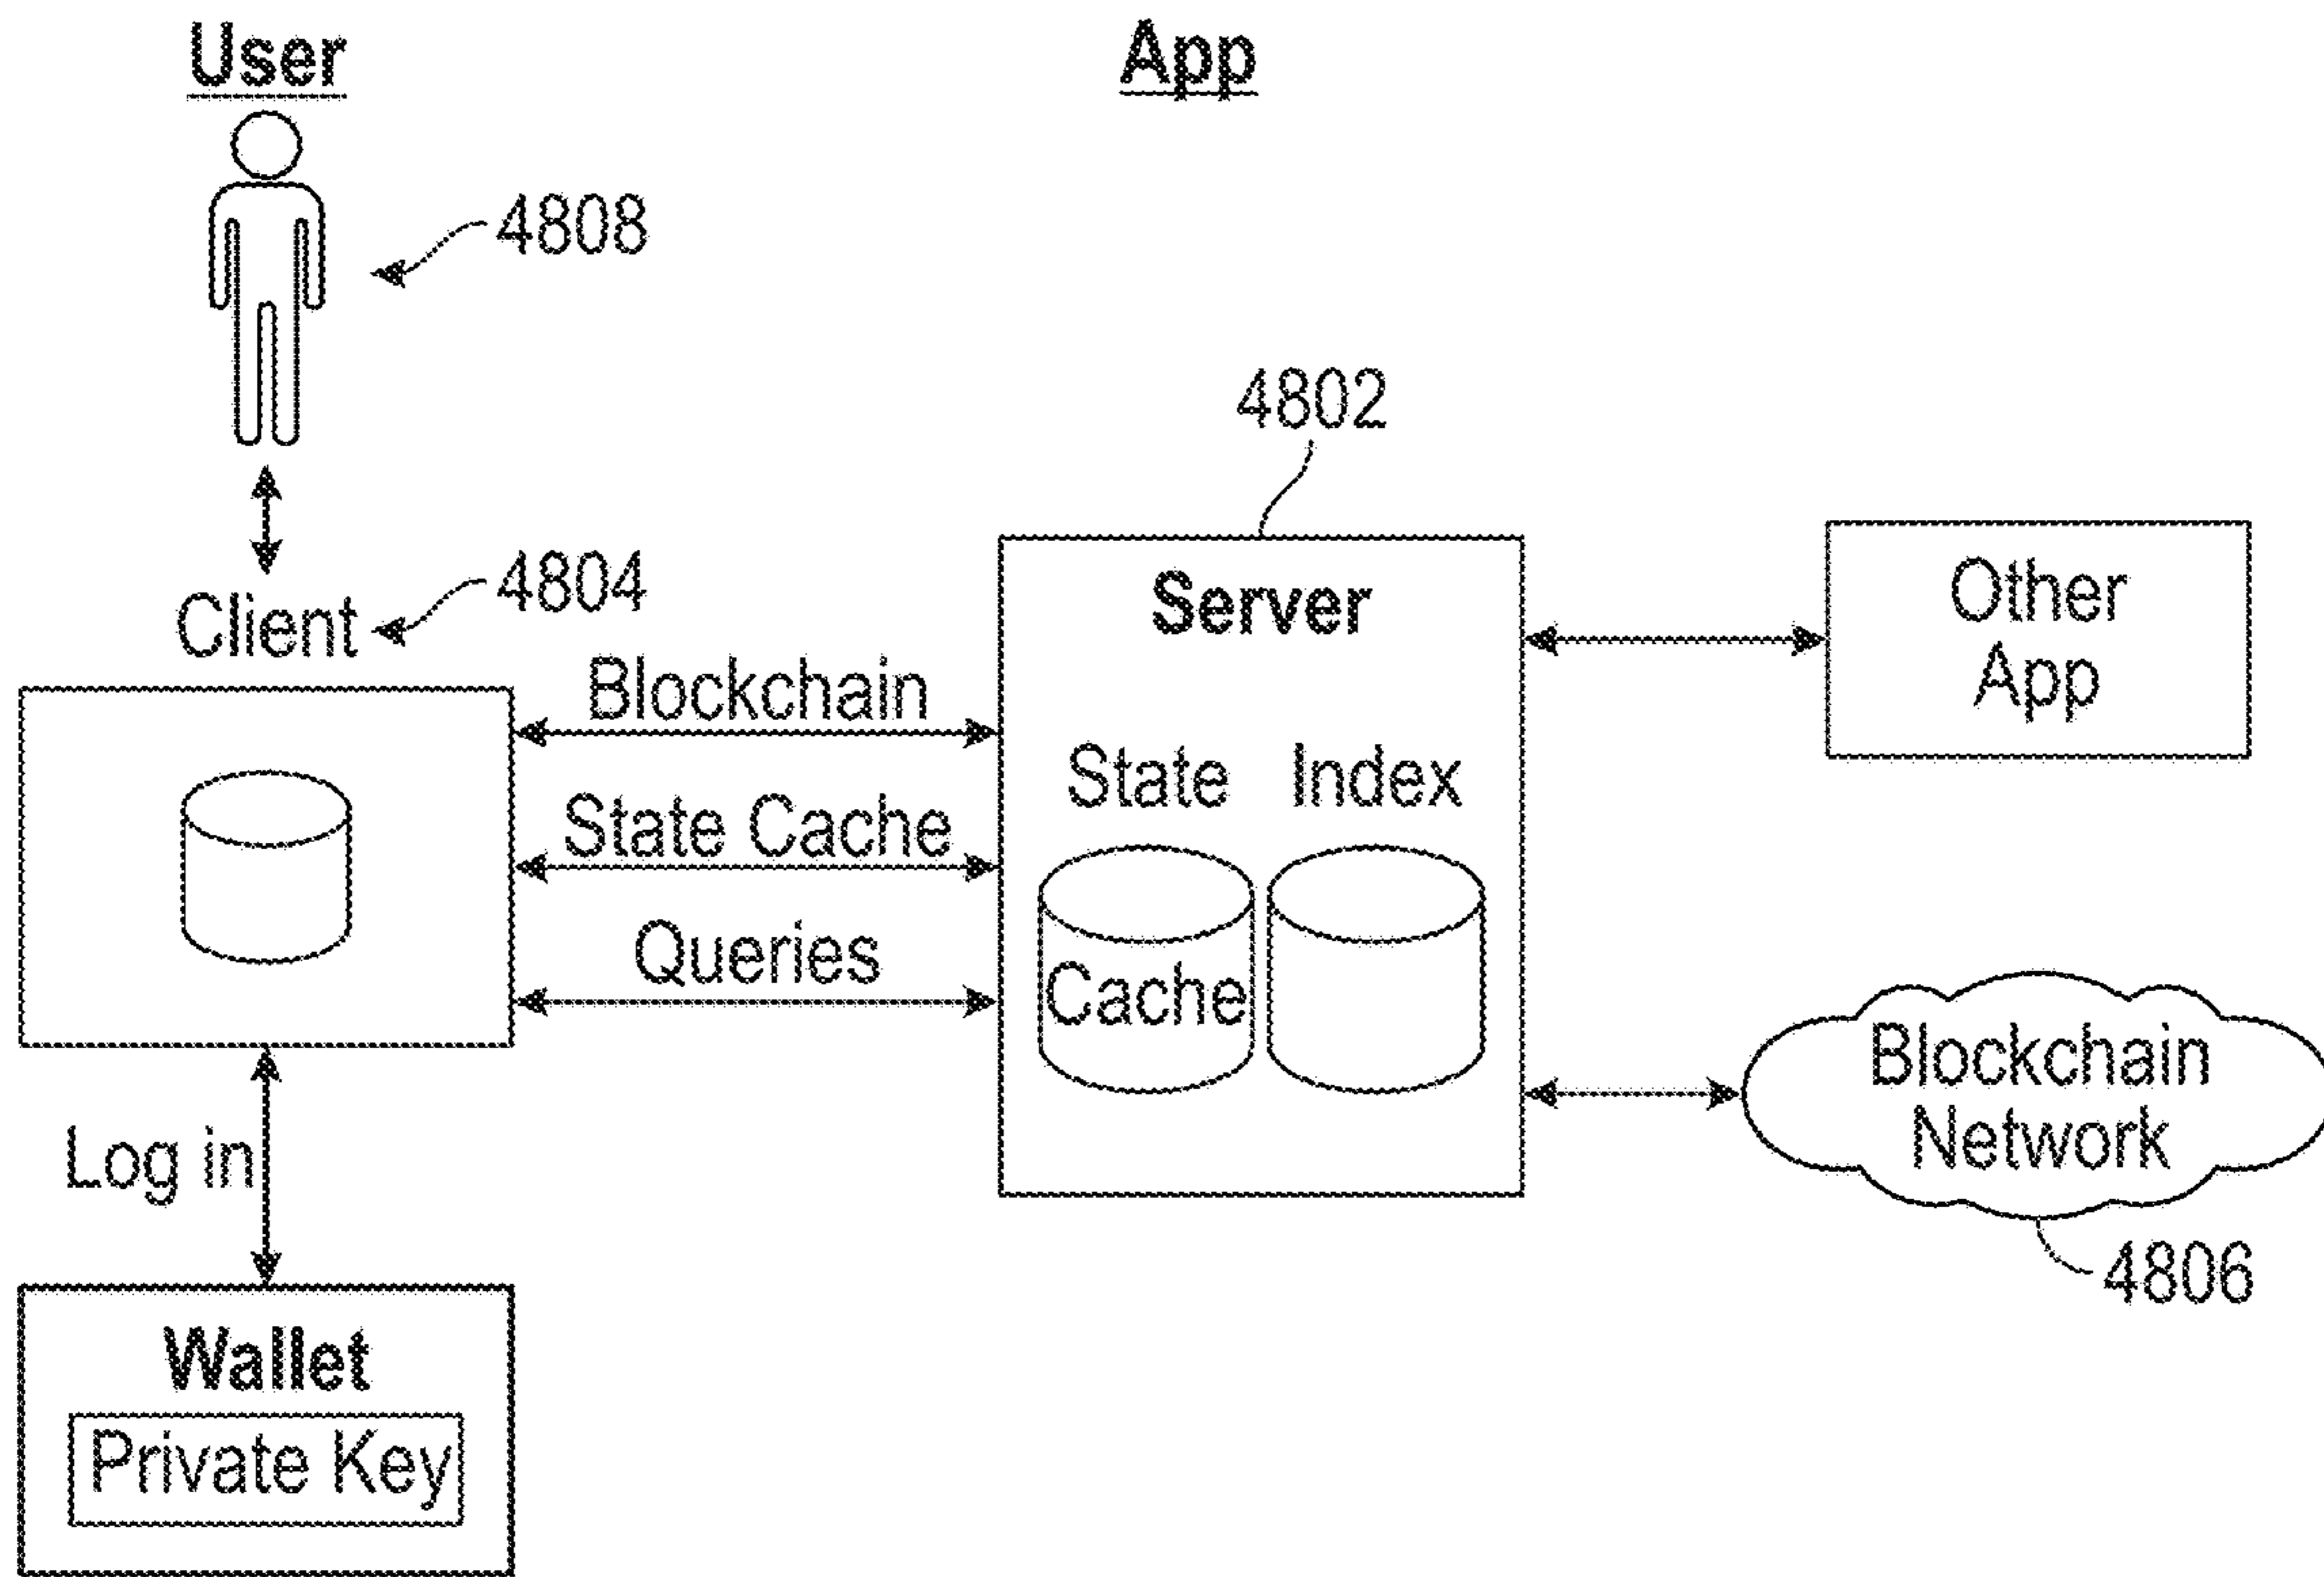 User
App
4808
4802
4804
Client
Server
Other
App
Blockchain
State Cache
Queries
State
Index
Cache
Blockchain
Network
4806
Log in
Wallet
Private Key